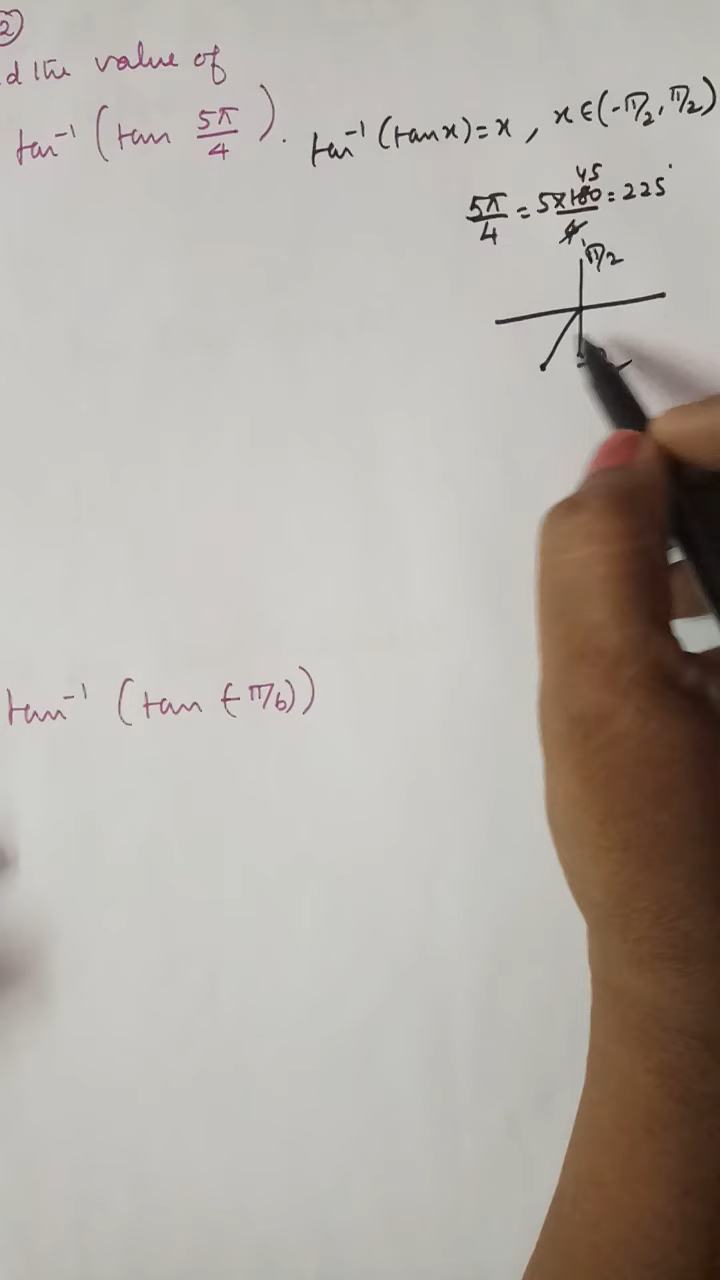 ②
d the value of
tan⁻¹ (tan 5π/4). tan⁻¹ (tan x) = x , x ∈ (-π/2, π/2)
5π/4 = 5×180/4 = 225°
45
1
π/2
tan⁻¹ (tan (-π/6))